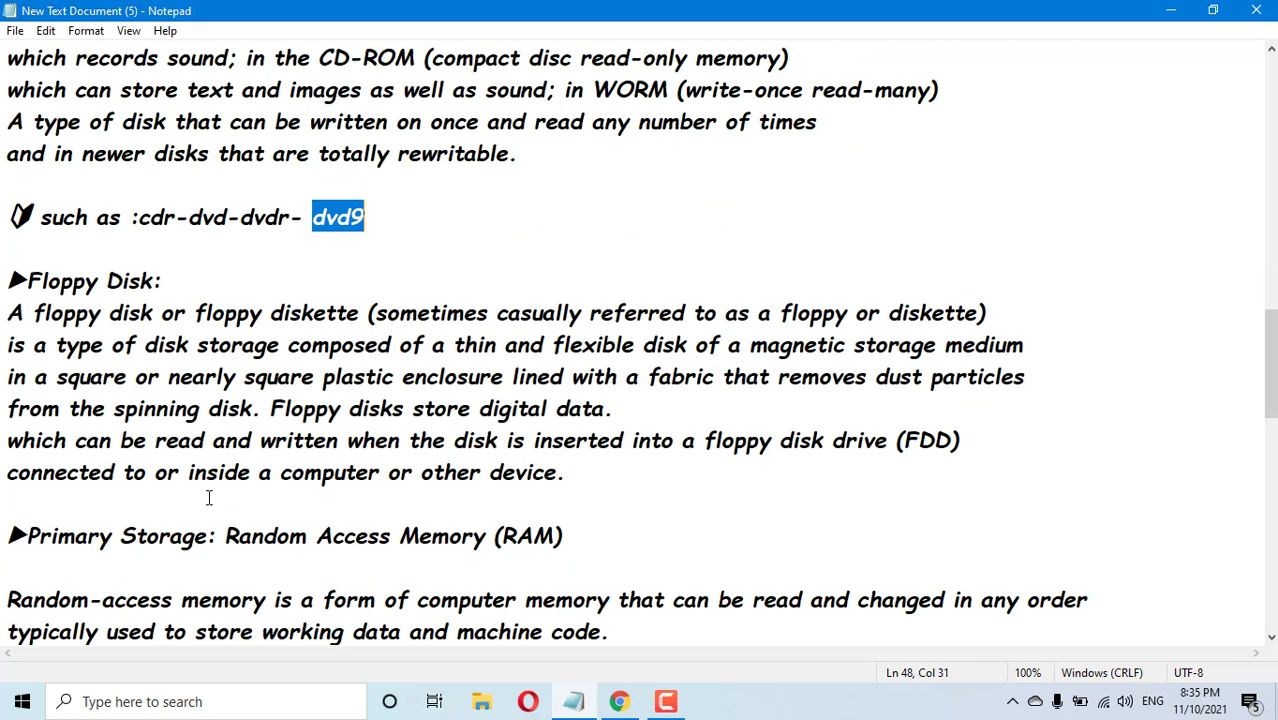 New Text Document (5) - Notepad
File Edit Format View Help
which records sound; in the CD-ROM (compact disc read-only memory)
which can store text and images as well as sound; in WORM (write-once read-many)
A type of disk that can be written on once and read any number of times
and in newer disks that are totally rewritable.
🔰 such as :cdr-dvd-dvdr- dvd9
▶Floppy Disk:
A floppy disk or floppy diskette (sometimes casually referred to as a floppy or diskette)
is a type of disk storage composed of a thin and flexible disk of a magnetic storage medium
in a square or nearly square plastic enclosure lined with a fabric that removes dust particles
from the spinning disk. Floppy disks store digital data.
which can be read and written when the disk is inserted into a floppy disk drive (FDD)
connected to or inside a computer or other device.
▶Primary Storage: Random Access Memory (RAM)
Random-access memory is a form of computer memory that can be read and changed in any order
typically used to store working data and machine code.
Ln 48, Col 31 100% Windows (CRLF) UTF-8
Type here to search
ENG
8:35 PM
11/10/2021
5